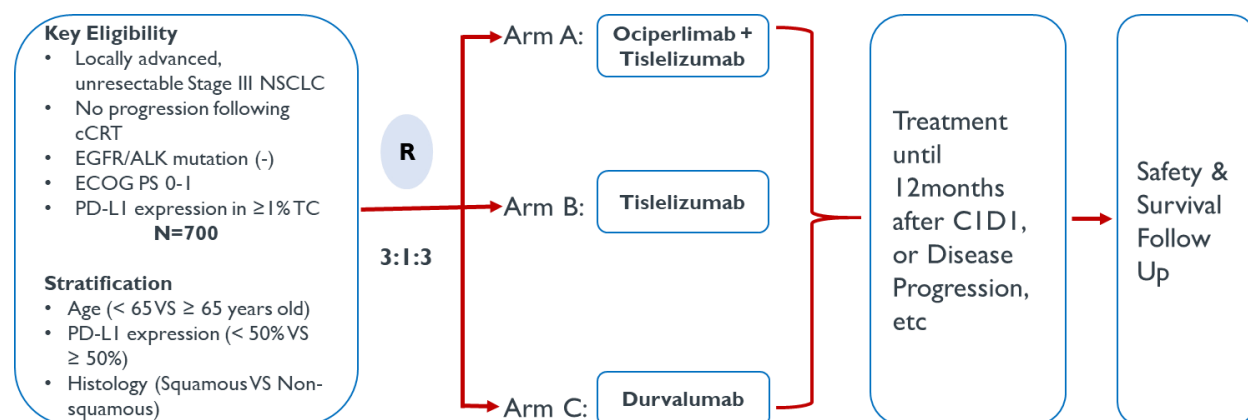 Key Eligibility
• Locally advanced,
unresectable Stage III NSCLC
• No progression following
cCRT
• EGFR/ALK mutation (-)
• ECOG PS 0-1
• PD-L1 expression in ≥1% TC
N=700
Stratification
• Age (< 65 VS ≥ 65 years old)
• PD-L1 expression (< 50% VS
≥ 50%)
• Histology (Squamous VS Non-
squamous)
R
3:1:3
Arm A:
Ociperlimab +
Tislelizumab
Arm B:
Tislelizumab
Arm C:
Durvalumab
Treatment
until
12months
after C1D1,
or Disease
Progression,
etc
Safety &
Survival
Follow
Up